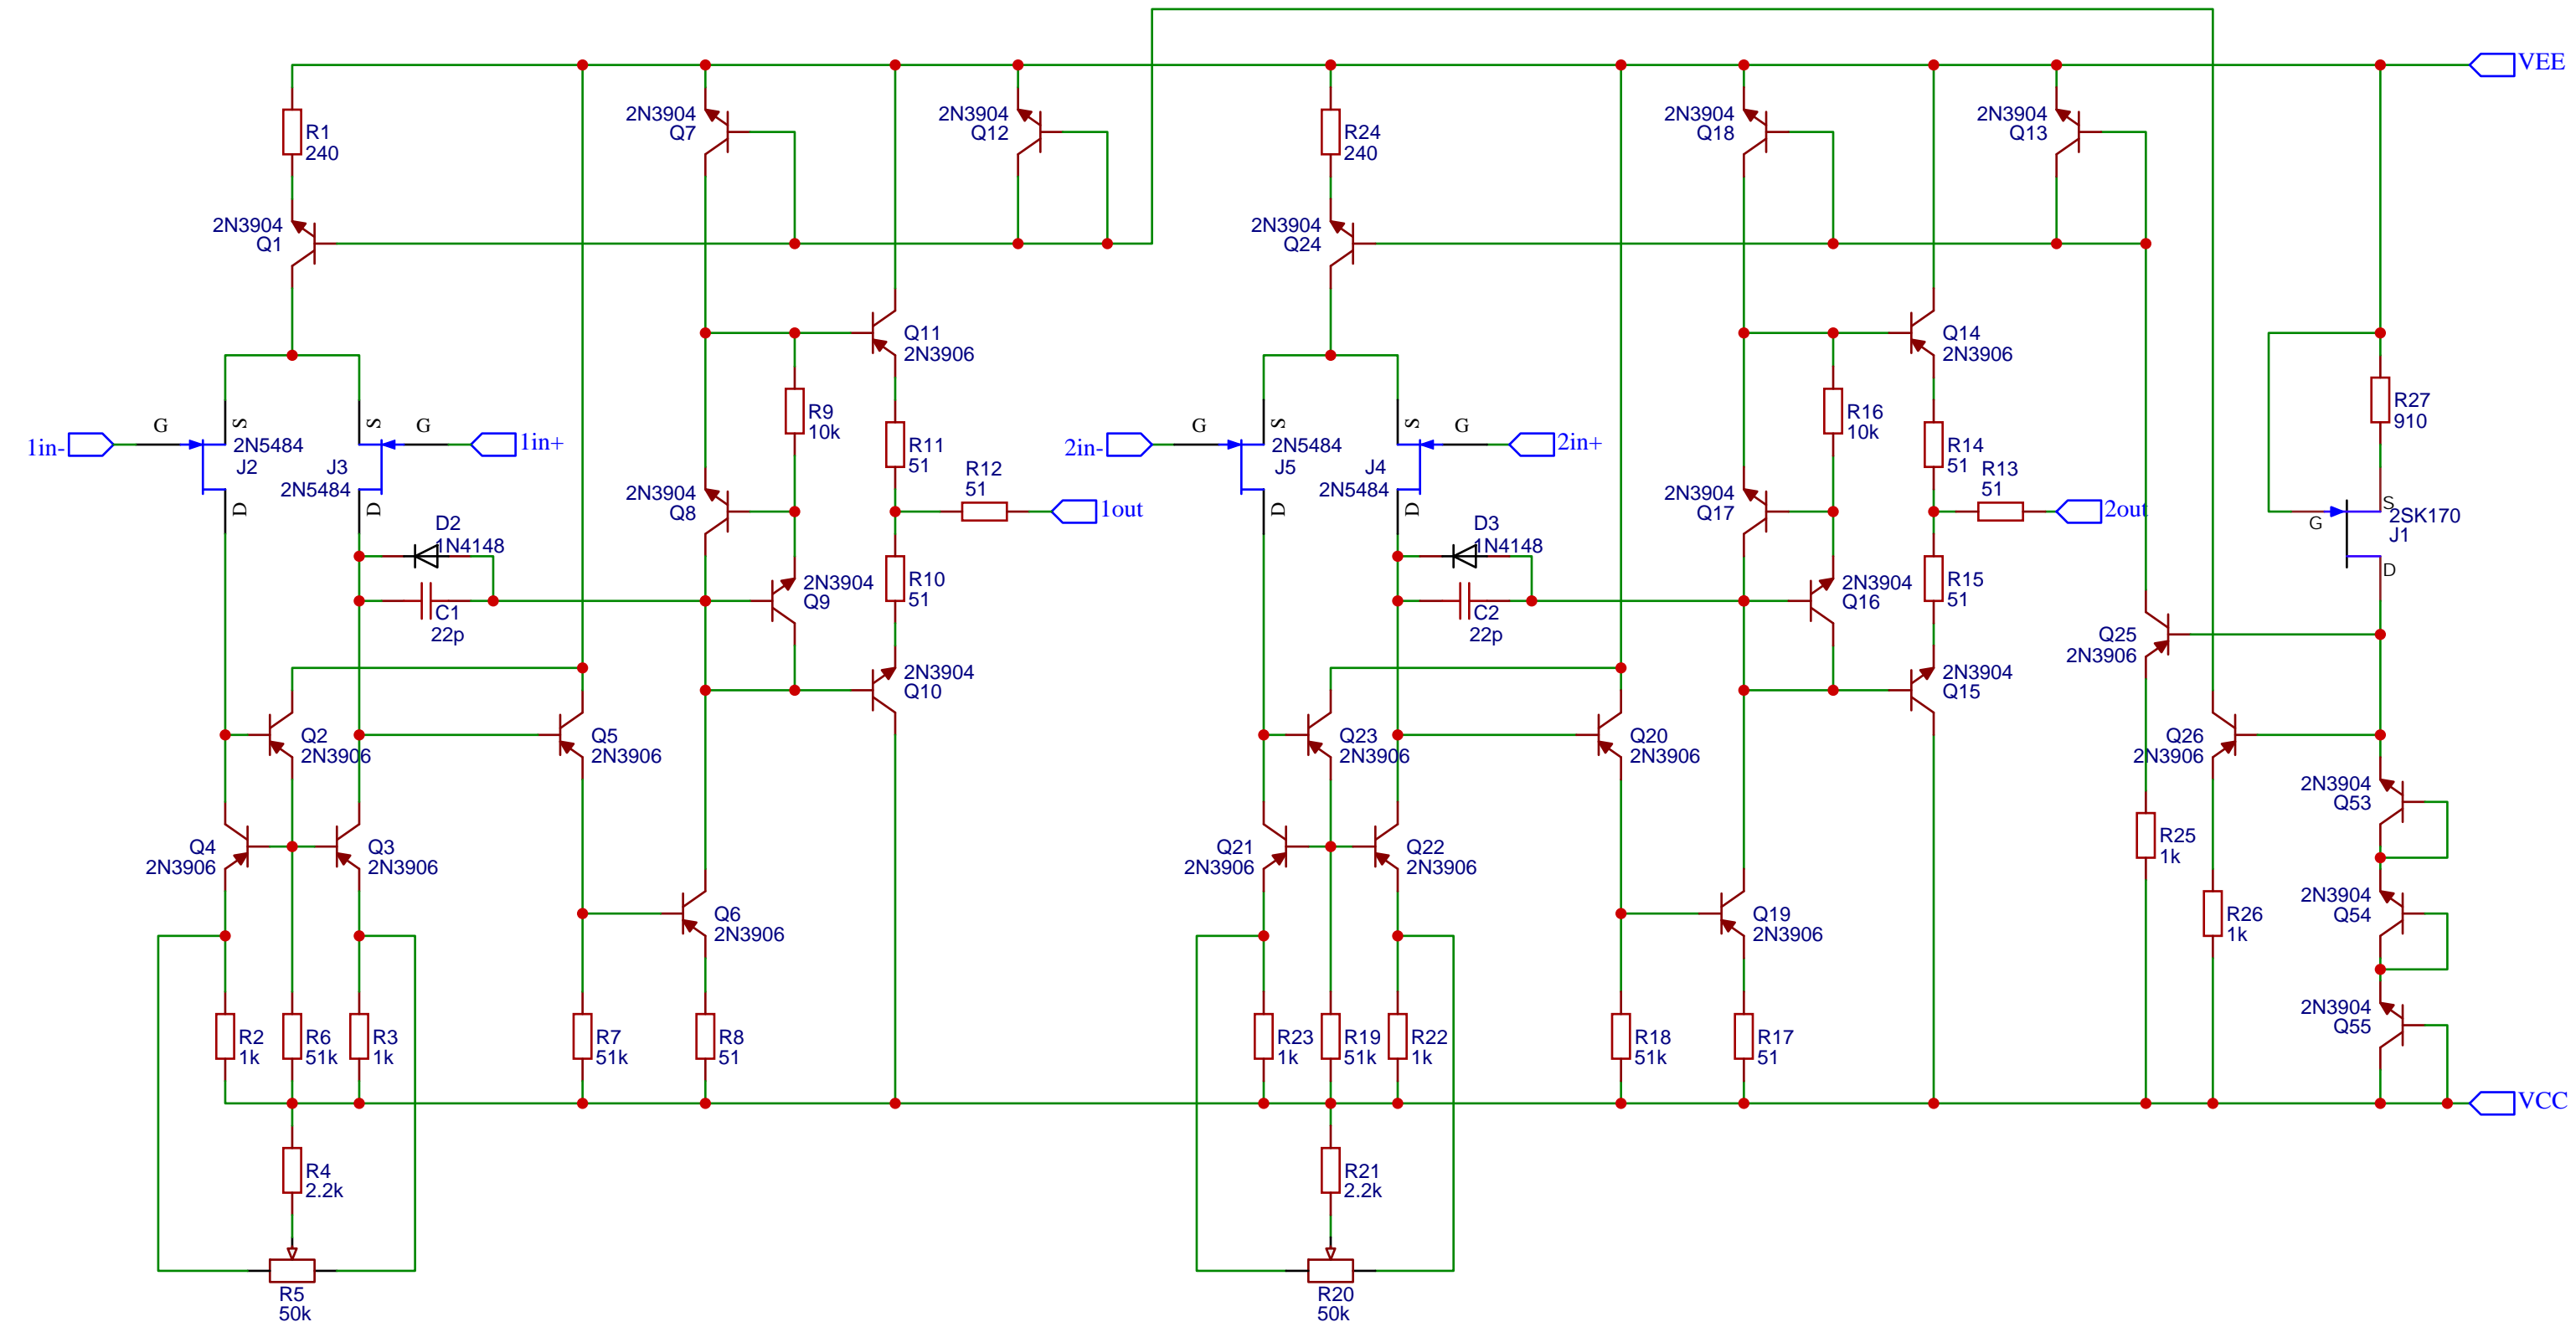 VEE
2N3904
Q7
2N3904
Q12
R1
240
R24
240
2N3904
Q18
2N3904
Q13
2N3904
Q1
2N3904
Q24
Q11
2N3906
Q14
2N3906
R9
10k
R11
51
R16
10k
R14
51
R27
910
1in-
G
S
2N5484
J2
S
G
1in+
J3
2N5484
D
D
2N3904
Q8
R12
51
1out
2in-
G
S
2N5484
J5
S
G
2in+
J4
2N5484
D
D
2N3904
Q17
R13
51
2out
G
S
2SK170
J1
D
D2
1N4148
C1
22p
2N3904
Q9
R10
51
D3
1N4148
C2
22p
2N3904
Q16
R15
51
Q25
2N3906
2N3904
Q10
2N3904
Q15
Q2
2N3906
Q5
2N3906
Q23
2N3906
Q20
2N3906
Q26
2N3906
2N3904
Q53
Q4
2N3906
Q3
2N3906
Q21
2N3906
Q22
2N3906
R25
1k
Q6
2N3906
Q19
2N3906
R26
1k
2N3904
Q54
R2
1k
R6
51k
R3
1k
R7
51k
R8
51
R23
1k
R19
51k
R22
1k
R18
51k
R17
51
2N3904
Q55
VCC
R4
2.2k
R21
2.2k
R5
50k
R20
50k